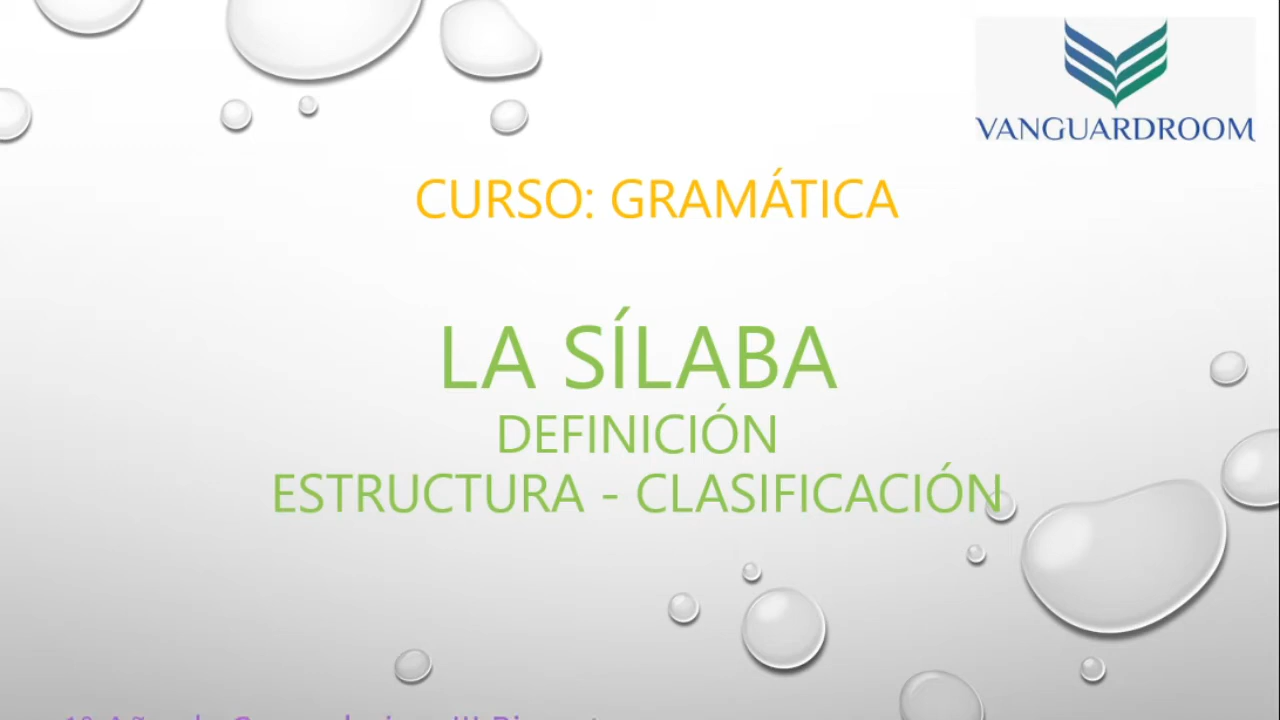 VANGUARDROOM
CURSO: GRAMÁTICA
LA SÍLABA
DEFINICIÓN
ESTRUCTURA - CLASIFICACIÓN